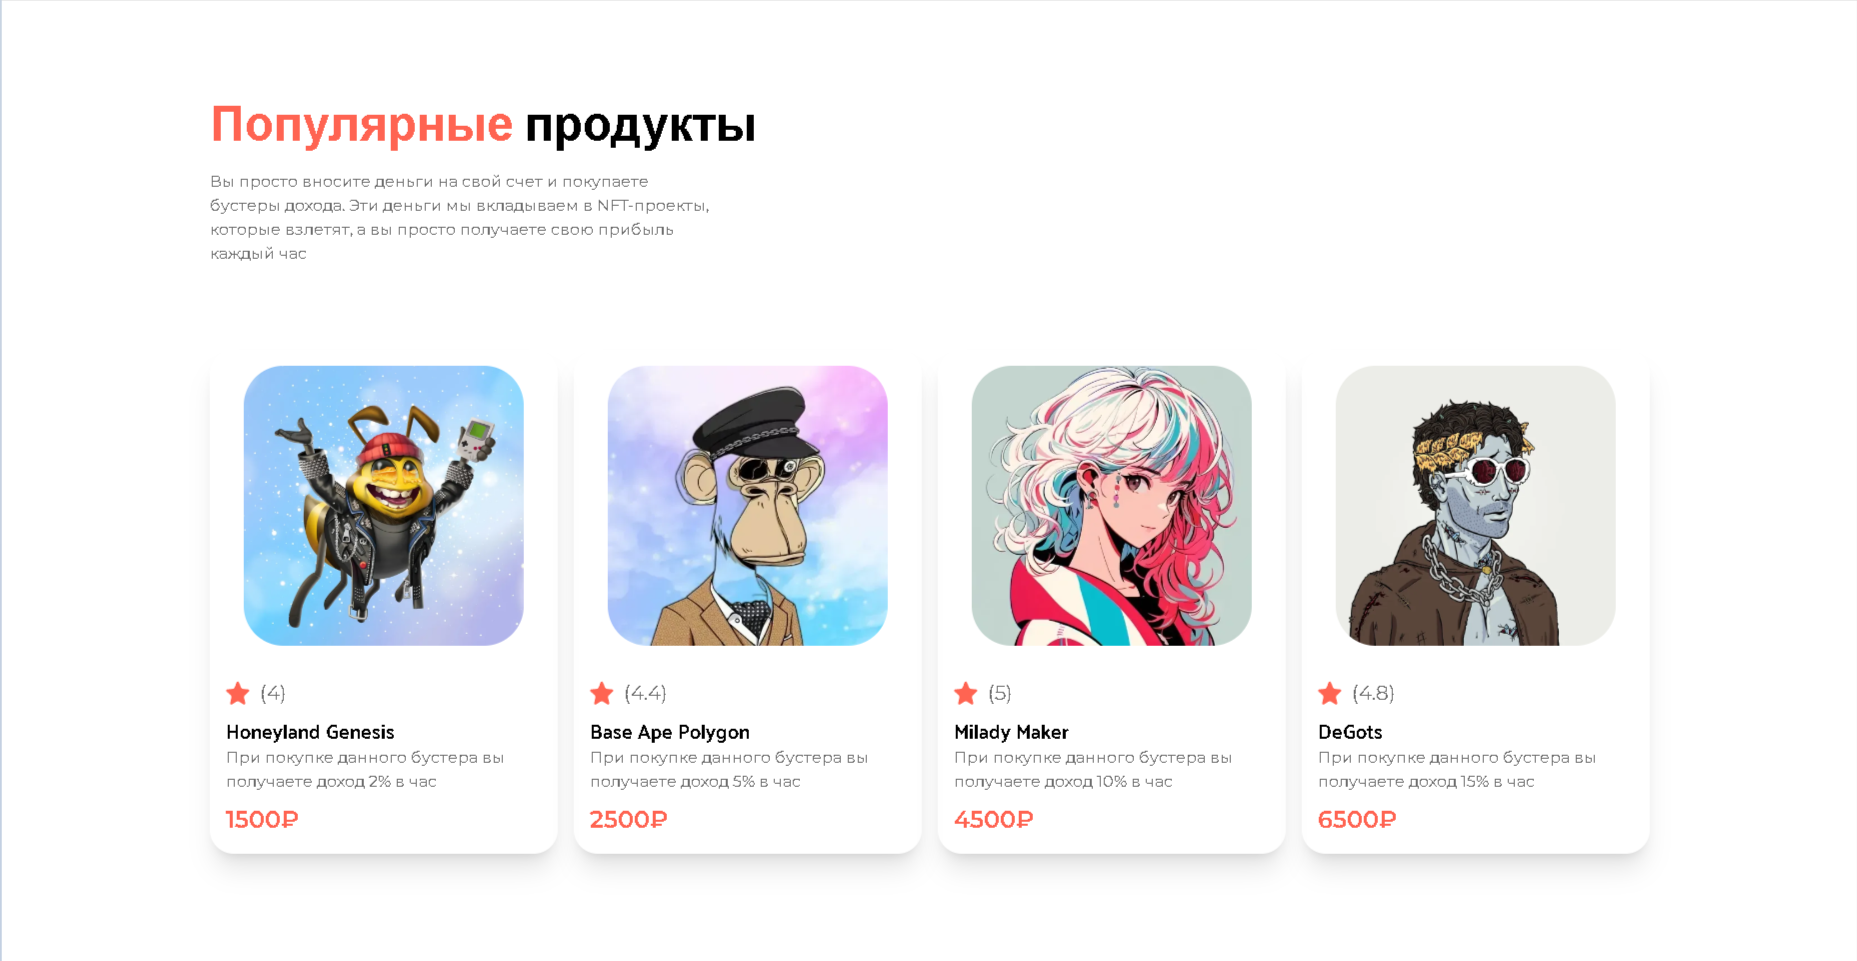 Популярные продукты
Вы просто вносите деньги на свой счет и покупаете
бустеры дохода. Эти деньги мы вкладываем в NFT-проекты,
которые взлетят, а вы просто получаете свою прибыль
каждый час
(4)
Honeyland Genesis
При покупке данного бустера вы
получаете доход 2% в час
1500₽
(4.4)
Base Ape Polygon
При покупке данного бустера вы
получаете доход 5% в час
2500₽
(5)
Milady Maker
При покупке данного бустера вы
получаете доход 10% в час
4500₽
(4.8)
DeGots
При покупке данного бустера вы
получаете доход 15% в час
6500₽